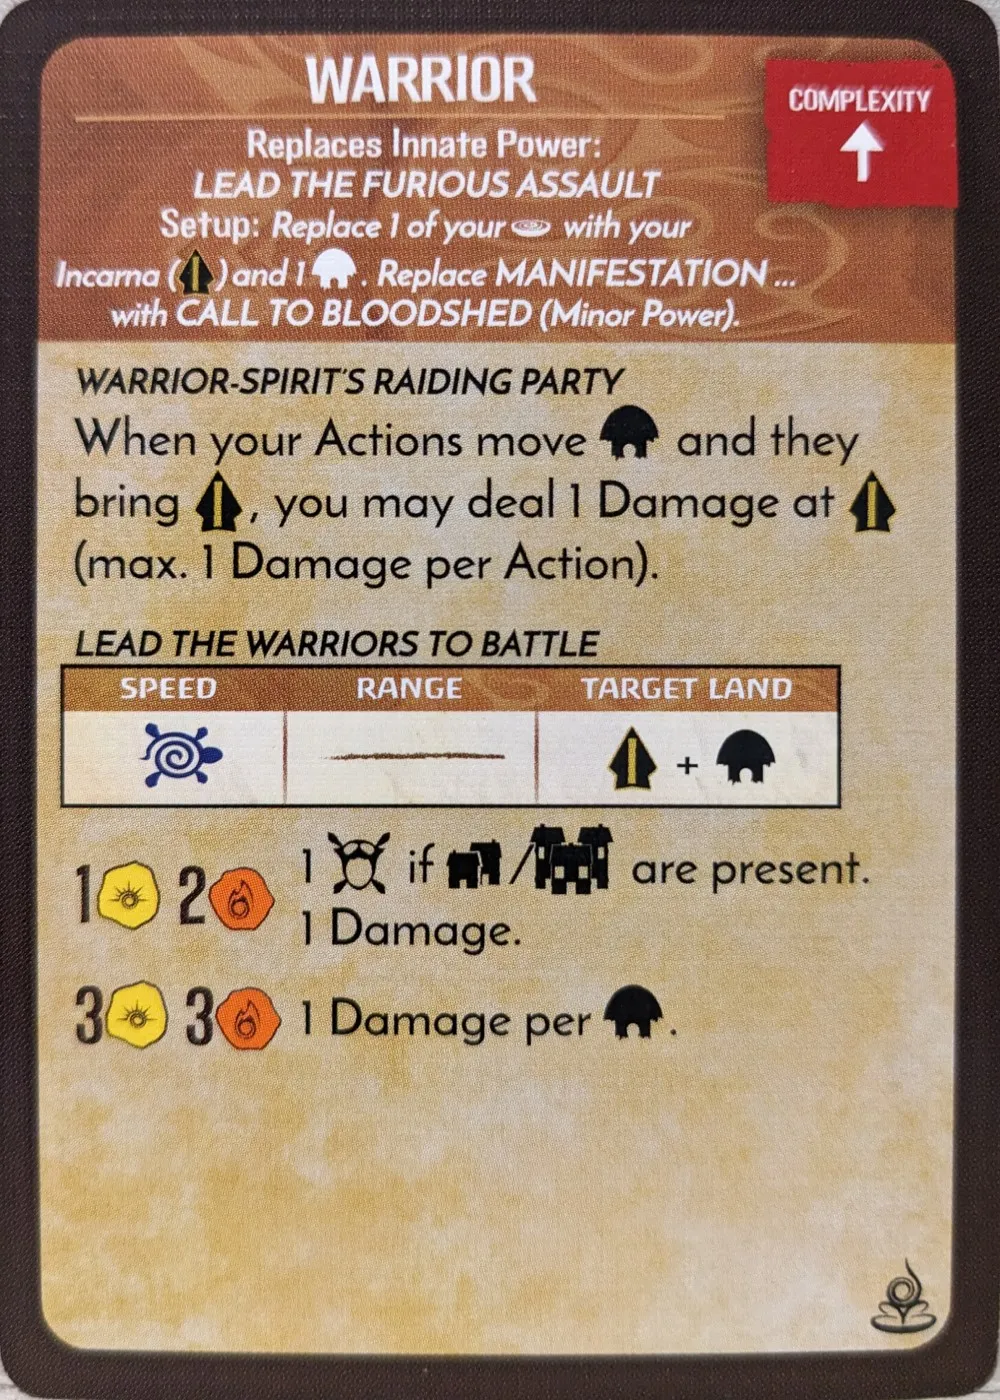 WARRIOR
COMPLEXITY
Replaces Innate Power:
LEAD THE FURIOUS ASSAULT
Setup: Replace 1 of your with your
Incarna ( ) and 1 . Replace MANIFESTATION ...
with CALL TO BLOODSHED (Minor Power).
WARRIOR-SPIRIT'S RAIDING PARTY
When your Actions move and they
bring , you may deal 1 Damage at
(max. 1 Damage per Action).
LEAD THE WARRIORS TO BATTLE
SPEED RANGE TARGET LAND
+
1 2 1 if / are present.
1 Damage.
3 3 1 Damage per .